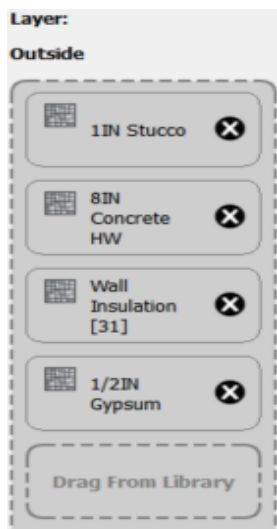 Layer:
Outside
1IN Stucco
8IN
Concrete
HW
Wall
Insulation
[31]
1/2IN
Gypsum
Drag From Library